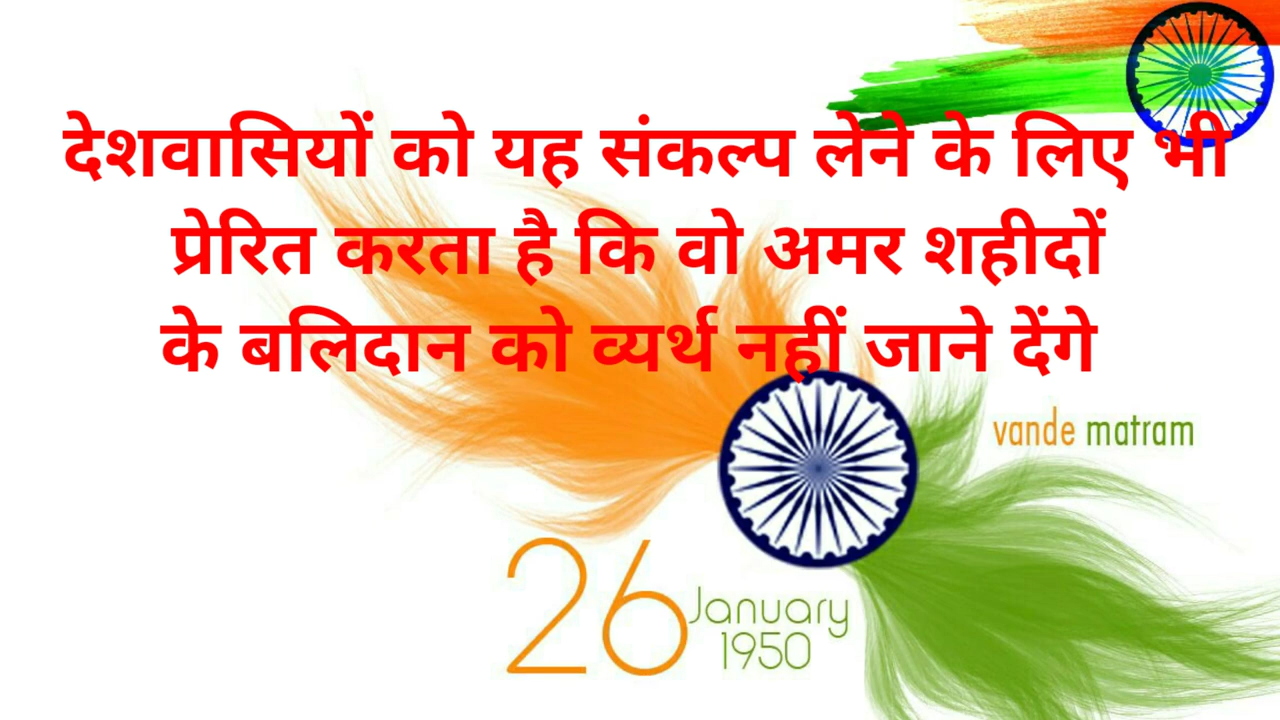 देशवासियों को यह संकल्प लेने के लिए भी
प्रेरित करता है कि वो अमर शहीदों
के बलिदान को व्यर्थ नहीं जाने देंगे
vande matram
26 January
1950